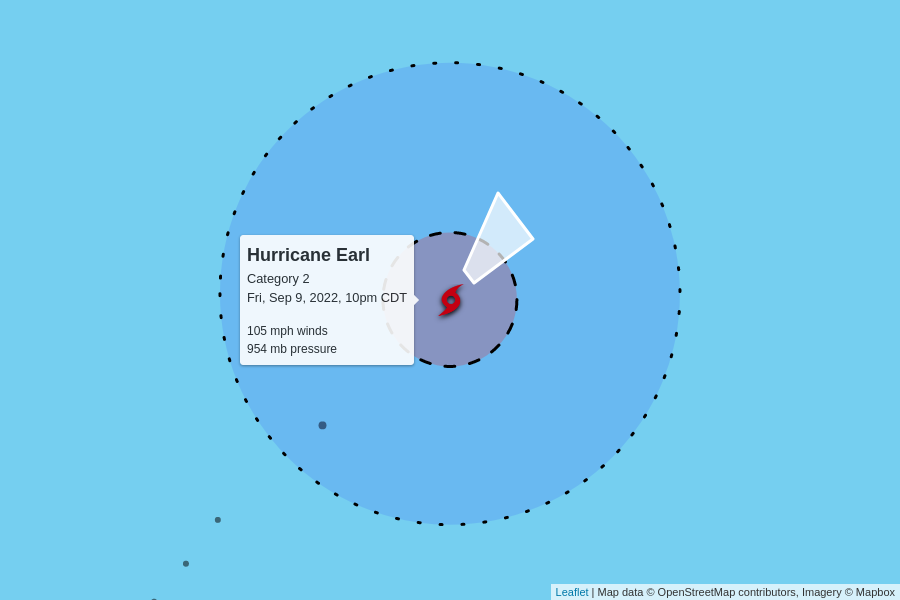 Hurricane Earl
Category 2
Fri, Sep 9, 2022, 10pm CDT
105 mph winds
954 mb pressure
Leaflet | Map data © OpenStreetMap contributors, Imagery © Mapbox